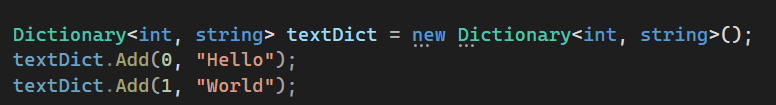 Dictionary<int, string> textDict = new Dictionary<int, string>();
textDict.Add(0, "Hello");
textDict.Add(1, "World");